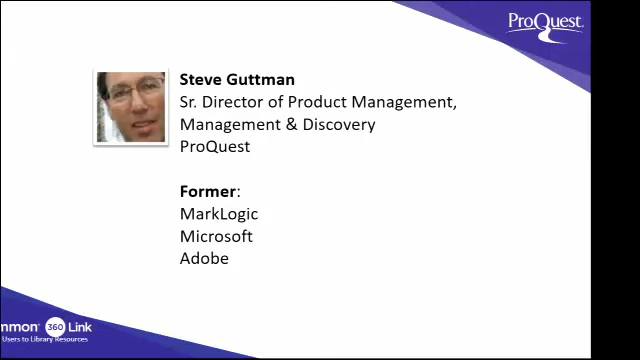 ProQuest
Steve Guttman
Sr. Director of Product Management,
Management & Discovery
ProQuest
Former:
MarkLogic
Microsoft
Adobe
mmon® 360 Link
Users to Library Resources